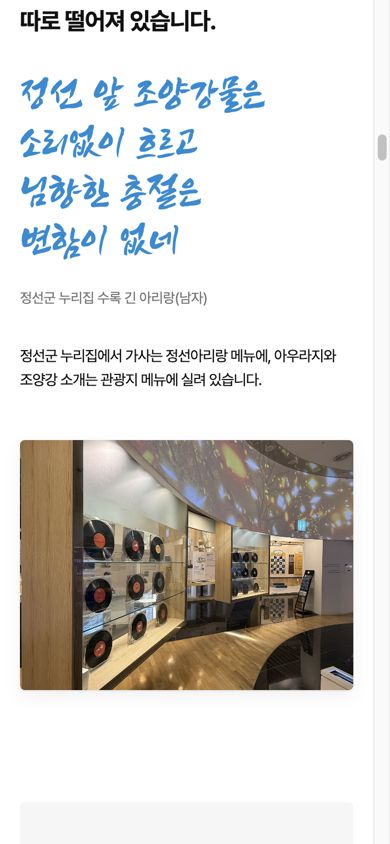 따로 떨어져 있습니다.
정선 앞 조양강물은
소리없이 흐르고
님향한 충절은
변함이 없네
정선군 누리집 수록 긴 아리랑(남자)
정선군 누리집에서 가사는 정선아리랑 메뉴에, 아우라지와
조양강 소개는 관광지 메뉴에 실려 있습니다.